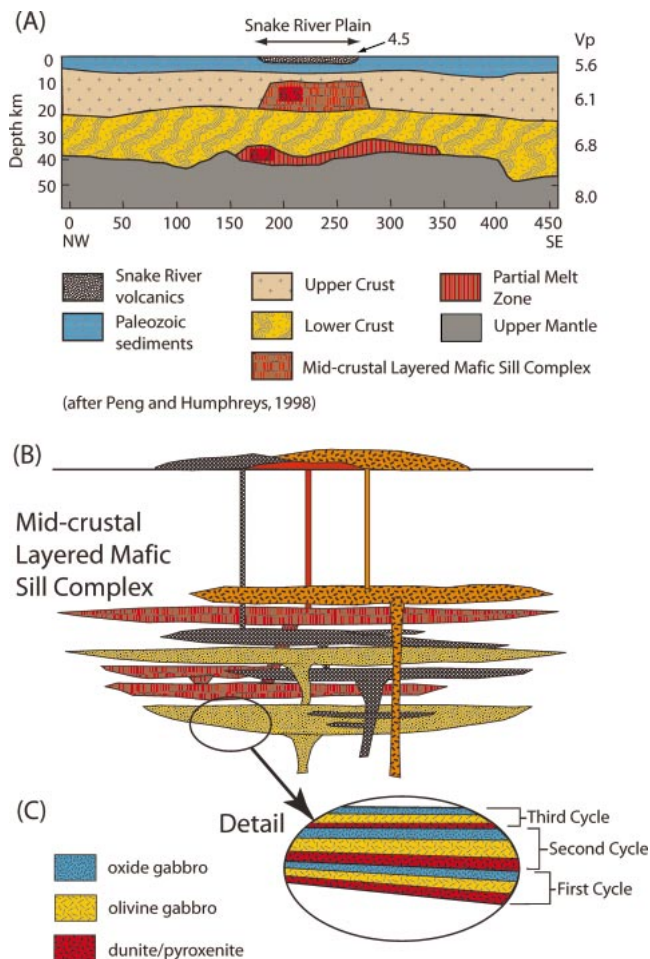 (A)
Snake River Plain
4.5
Vp
Depth km
0
10
20
30
40
50
5.6
6.1
6.8
8.0
0 50 100 150 200 250 300 350 400 450
NW SE
Snake River volcanics
Upper Crust
Partial Melt Zone
Paleozoic sediments
Lower Crust
Upper Mantle
Mid-crustal Layered Mafic Sill Complex
(after Peng and Humphreys, 1998)
(B)
Mid-crustal
Layered Mafic
Sill Complex
(C)
Detail
Third Cycle
Second Cycle
First Cycle
oxide gabbro
olivine gabbro
dunite/pyroxenite